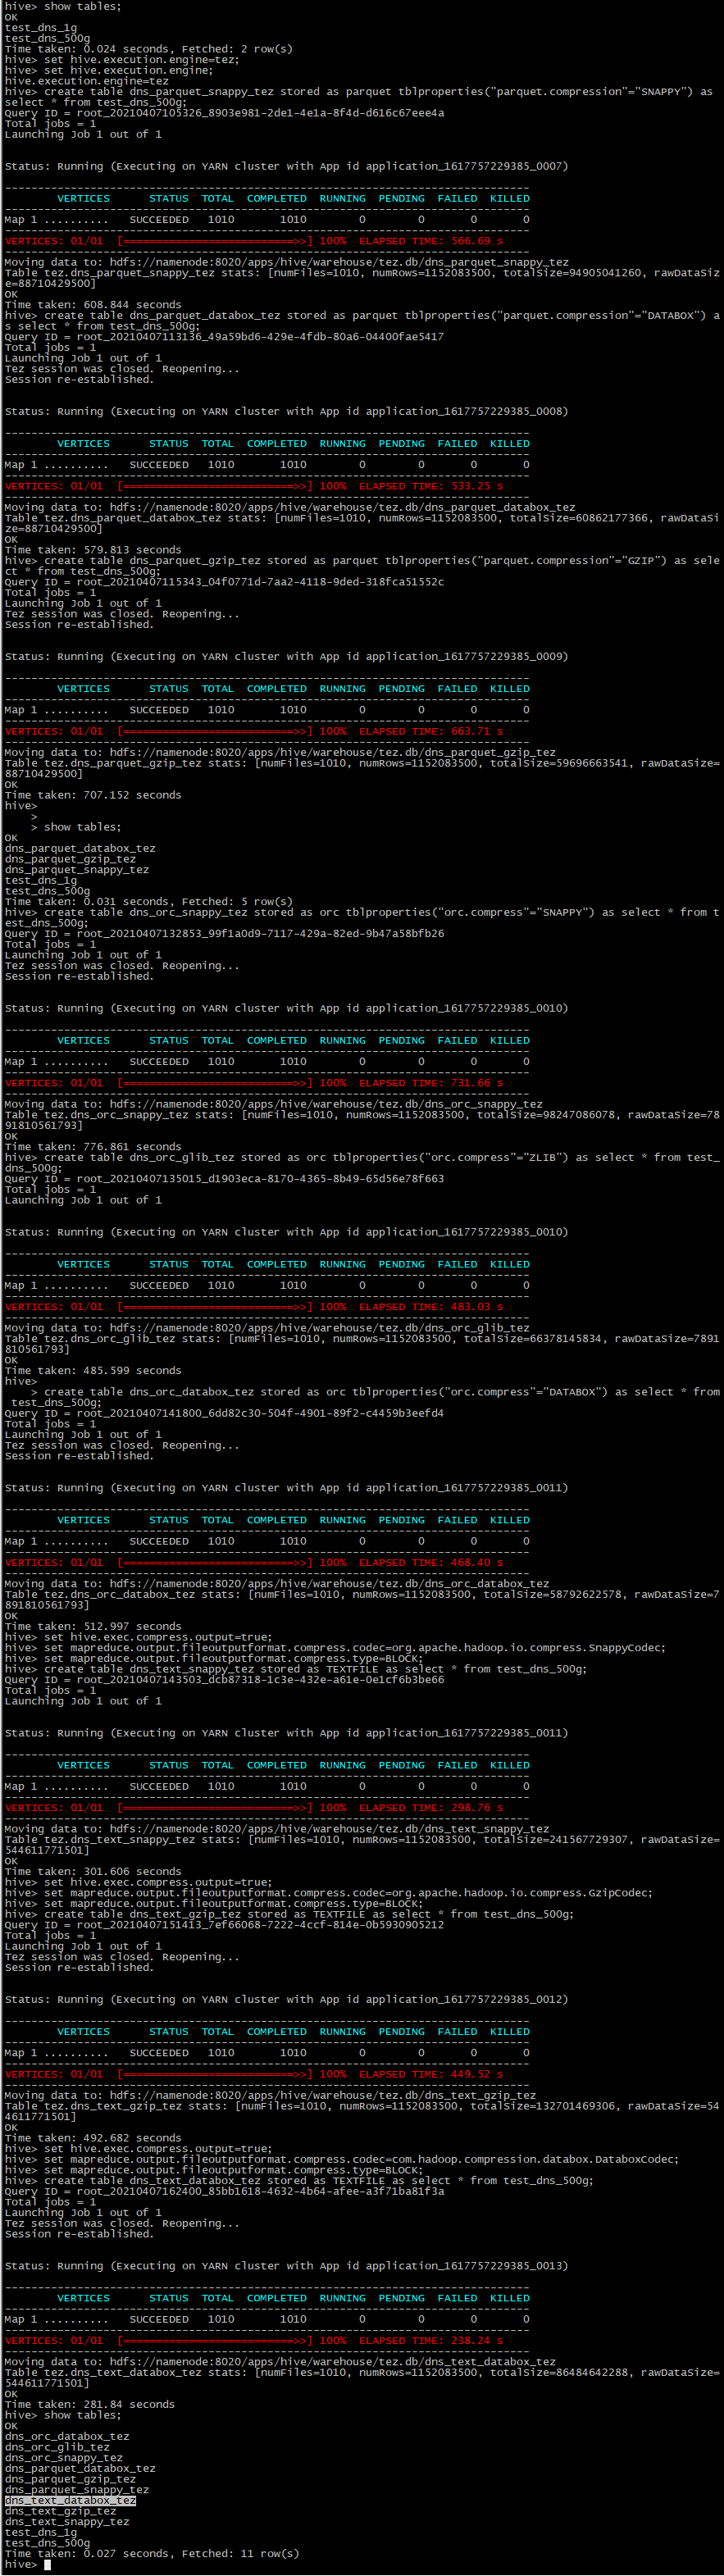 hive> show tables;
OK
test_dns_1g
test_dns_500g
Time taken: 0.024 seconds, Fetched: 2 row(s)
hive> set hive.execution.engine=tez;
hive> set hive.execution.engine;
hive.execution.engine=tez
hive> create table dns_parquet_snappy_tez stored as parquet tblproperties("parquet.compression"="SNAPPY") as
select * from test_dns_500g;
Query ID = root_20210407105326_8903e981-2de1-4e1a-8f4d-d616c67eee4a
Total jobs = 1
Launching Job 1 out of 1
Status: Running (Executing on YARN cluster with App id application_1617757229385_0007)
--------------------------------------------------------------------------------
VERTICES STATUS TOTAL COMPLETED RUNNING PENDING FAILED KILLED
--------------------------------------------------------------------------------
Map 1 .......... SUCCEEDED 1010 1010 0 0 0 0
--------------------------------------------------------------------------------
VERTICES: 01/01 [==========================>>] 100% ELAPSED TIME: 566.69 s
--------------------------------------------------------------------------------
Moving data to: hdfs://namenode:8020/apps/hive/warehouse/tez.db/dns_parquet_snappy_tez
Table tez.dns_parquet_snappy_tez stats: [numFiles=1010, numRows=1152083500, totalSize=94905041260, rawDataSiz
e=88710429500]
OK
Time taken: 608.844 seconds
hive> create table dns_parquet_databox_tez stored as parquet tblproperties("parquet.compression"="DATABOX") a
s select * from test_dns_500g;
Query ID = root_20210407113136_49a59bd6-429e-4fdb-80a6-04400fae5417
Total jobs = 1
Launching Job 1 out of 1
Tez session was closed. Reopening...
Session re-established.
Status: Running (Executing on YARN cluster with App id application_1617757229385_0008)
--------------------------------------------------------------------------------
VERTICES STATUS TOTAL COMPLETED RUNNING PENDING FAILED KILLED
--------------------------------------------------------------------------------
Map 1 .......... SUCCEEDED 1010 1010 0 0 0 0
--------------------------------------------------------------------------------
VERTICES: 01/01 [==========================>>] 100% ELAPSED TIME: 533.25 s
--------------------------------------------------------------------------------
Moving data to: hdfs://namenode:8020/apps/hive/warehouse/tez.db/dns_parquet_databox_tez
Table tez.dns_parquet_databox_tez stats: [numFiles=1010, numRows=1152083500, totalSize=60862177366, rawDataSi
ze=88710429500]
OK
Time taken: 579.813 seconds
hive> create table dns_parquet_gzip_tez stored as parquet tblproperties("parquet.compression"="GZIP") as sele
ct * from test_dns_500g;
Query ID = root_20210407115343_04f0771d-7aa2-4118-9ded-318fca51552c
Total jobs = 1
Launching Job 1 out of 1
Tez session was closed. Reopening...
Session re-established.
Status: Running (Executing on YARN cluster with App id application_1617757229385_0009)
--------------------------------------------------------------------------------
VERTICES STATUS TOTAL COMPLETED RUNNING PENDING FAILED KILLED
--------------------------------------------------------------------------------
Map 1 .......... SUCCEEDED 1010 1010 0 0 0 0
--------------------------------------------------------------------------------
VERTICES: 01/01 [==========================>>] 100% ELAPSED TIME: 663.71 s
--------------------------------------------------------------------------------
Moving data to: hdfs://namenode:8020/apps/hive/warehouse/tez.db/dns_parquet_gzip_tez
Table tez.dns_parquet_gzip_tez stats: [numFiles=1010, numRows=1152083500, totalSize=59696663541, rawDataSize=
88710429500]
OK
Time taken: 707.152 seconds
hive>
>
> show tables;
OK
dns_parquet_databox_tez
dns_parquet_gzip_tez
dns_parquet_snappy_tez
test_dns_1g
test_dns_500g
Time taken: 0.031 seconds, Fetched: 5 row(s)
hive> create table dns_orc_snappy_tez stored as orc tblproperties("orc.compress"="SNAPPY") as select * from t
est_dns_500g;
Query ID = root_20210407132853_99f1a0d9-7117-429a-82ed-9b47a58bfb26
Total jobs = 1
Launching Job 1 out of 1
Tez session was closed. Reopening...
Session re-established.
Status: Running (Executing on YARN cluster with App id application_1617757229385_0010)
--------------------------------------------------------------------------------
VERTICES STATUS TOTAL COMPLETED RUNNING PENDING FAILED KILLED
--------------------------------------------------------------------------------
Map 1 .......... SUCCEEDED 1010 1010 0 0 0 0
--------------------------------------------------------------------------------
VERTICES: 01/01 [==========================>>] 100% ELAPSED TIME: 731.66 s
--------------------------------------------------------------------------------
Moving data to: hdfs://namenode:8020/apps/hive/warehouse/tez.db/dns_orc_snappy_tez
Table tez.dns_orc_snappy_tez stats: [numFiles=1010, numRows=1152083500, totalSize=98247086078, rawDataSize=78
91810561793]
OK
Time taken: 776.861 seconds
hive> create table dns_orc_glib_tez stored as orc tblproperties("orc.compress"="ZLIB") as select * from test_
dns_500g;
Query ID = root_20210407135015_d1903eca-8170-4365-8b49-65d56e78f663
Total jobs = 1
Launching Job 1 out of 1
Status: Running (Executing on YARN cluster with App id application_1617757229385_0010)
--------------------------------------------------------------------------------
VERTICES STATUS TOTAL COMPLETED RUNNING PENDING FAILED KILLED
--------------------------------------------------------------------------------
Map 1 .......... SUCCEEDED 1010 1010 0 0 0 0
--------------------------------------------------------------------------------
VERTICES: 01/01 [==========================>>] 100% ELAPSED TIME: 483.03 s
--------------------------------------------------------------------------------
Moving data to: hdfs://namenode:8020/apps/hive/warehouse/tez.db/dns_orc_glib_tez
Table tez.dns_orc_glib_tez stats: [numFiles=1010, numRows=1152083500, totalSize=66378145834, rawDataSize=7891
810561793]
OK
Time taken: 485.599 seconds
hive>
> create table dns_orc_databox_tez stored as orc tblproperties("orc.compress"="DATABOX") as select * from
test_dns_500g;
Query ID = root_20210407141800_6dd82c30-504f-4901-89f2-c4459b3eefd4
Total jobs = 1
Launching Job 1 out of 1
Tez session was closed. Reopening...
Session re-established.
Status: Running (Executing on YARN cluster with App id application_1617757229385_0011)
--------------------------------------------------------------------------------
VERTICES STATUS TOTAL COMPLETED RUNNING PENDING FAILED KILLED
--------------------------------------------------------------------------------
Map 1 .......... SUCCEEDED 1010 1010 0 0 0 0
--------------------------------------------------------------------------------
VERTICES: 01/01 [==========================>>] 100% ELAPSED TIME: 468.40 s
--------------------------------------------------------------------------------
Moving data to: hdfs://namenode:8020/apps/hive/warehouse/tez.db/dns_orc_databox_tez
Table tez.dns_orc_databox_tez stats: [numFiles=1010, numRows=1152083500, totalSize=58792622578, rawDataSize=7
891810561793]
OK
Time taken: 512.997 seconds
hive> set hive.exec.compress.output=true;
hive> set mapreduce.output.fileoutputformat.compress.codec=org.apache.hadoop.io.compress.SnappyCodec;
hive> set mapreduce.output.fileoutputformat.compress.type=BLOCK;
hive> create table dns_text_snappy_tez stored as TEXTFILE as select * from test_dns_500g;
Query ID = root_20210407143503_dcb87318-1c3e-432e-a61e-0e1cf6b3be66
Total jobs = 1
Launching Job 1 out of 1
Status: Running (Executing on YARN cluster with App id application_1617757229385_0011)
--------------------------------------------------------------------------------
VERTICES STATUS TOTAL COMPLETED RUNNING PENDING FAILED KILLED
--------------------------------------------------------------------------------
Map 1 .......... SUCCEEDED 1010 1010 0 0 0 0
--------------------------------------------------------------------------------
VERTICES: 01/01 [==========================>>] 100% ELAPSED TIME: 298.76 s
--------------------------------------------------------------------------------
Moving data to: hdfs://namenode:8020/apps/hive/warehouse/tez.db/dns_text_snappy_tez
Table tez.dns_text_snappy_tez stats: [numFiles=1010, numRows=1152083500, totalSize=241567729307, rawDataSize=
544611771501]
OK
Time taken: 301.606 seconds
hive> set hive.exec.compress.output=true;
hive> set mapreduce.output.fileoutputformat.compress.codec=org.apache.hadoop.io.compress.GzipCodec;
hive> set mapreduce.output.fileoutputformat.compress.type=BLOCK;
hive> create table dns_text_gzip_tez stored as TEXTFILE as select * from test_dns_500g;
Query ID = root_20210407151413_7ef66068-7222-4ccf-814e-0b5930905212
Total jobs = 1
Launching Job 1 out of 1
Tez session was closed. Reopening...
Session re-established.
Status: Running (Executing on YARN cluster with App id application_1617757229385_0012)
--------------------------------------------------------------------------------
VERTICES STATUS TOTAL COMPLETED RUNNING PENDING FAILED KILLED
--------------------------------------------------------------------------------
Map 1 .......... SUCCEEDED 1010 1010 0 0 0 0
--------------------------------------------------------------------------------
VERTICES: 01/01 [==========================>>] 100% ELAPSED TIME: 449.52 s
--------------------------------------------------------------------------------
Moving data to: hdfs://namenode:8020/apps/hive/warehouse/tez.db/dns_text_gzip_tez
Table tez.dns_text_gzip_tez stats: [numFiles=1010, numRows=1152083500, totalSize=132701469306, rawDataSize=54
4611771501]
OK
Time taken: 492.682 seconds
hive> set hive.exec.compress.output=true;
hive> set mapreduce.output.fileoutputformat.compress.codec=com.hadoop.compression.databox.DataboxCodec;
hive> set mapreduce.output.fileoutputformat.compress.type=BLOCK;
hive> create table dns_text_databox_tez stored as TEXTFILE as select * from test_dns_500g;
Query ID = root_20210407162400_85bb1618-4632-4b64-afee-a3f71ba81f3a
Total jobs = 1
Launching Job 1 out of 1
Tez session was closed. Reopening...
Session re-established.
Status: Running (Executing on YARN cluster with App id application_1617757229385_0013)
--------------------------------------------------------------------------------
VERTICES STATUS TOTAL COMPLETED RUNNING PENDING FAILED KILLED
--------------------------------------------------------------------------------
Map 1 .......... SUCCEEDED 1010 1010 0 0 0 0
--------------------------------------------------------------------------------
VERTICES: 01/01 [==========================>>] 100% ELAPSED TIME: 238.24 s
--------------------------------------------------------------------------------
Moving data to: hdfs://namenode:8020/apps/hive/warehouse/tez.db/dns_text_databox_tez
Table tez.dns_text_databox_tez stats: [numFiles=1010, numRows=1152083500, totalSize=86484642288, rawDataSize=
544611771501]
OK
Time taken: 281.84 seconds
hive> show tables;
OK
dns_orc_databox_tez
dns_orc_glib_tez
dns_orc_snappy_tez
dns_parquet_databox_tez
dns_parquet_gzip_tez
dns_parquet_snappy_tez
dns_text_databox_tez
dns_text_gzip_tez
dns_text_snappy_tez
test_dns_1g
test_dns_500g
Time taken: 0.027 seconds, Fetched: 11 row(s)
hive>